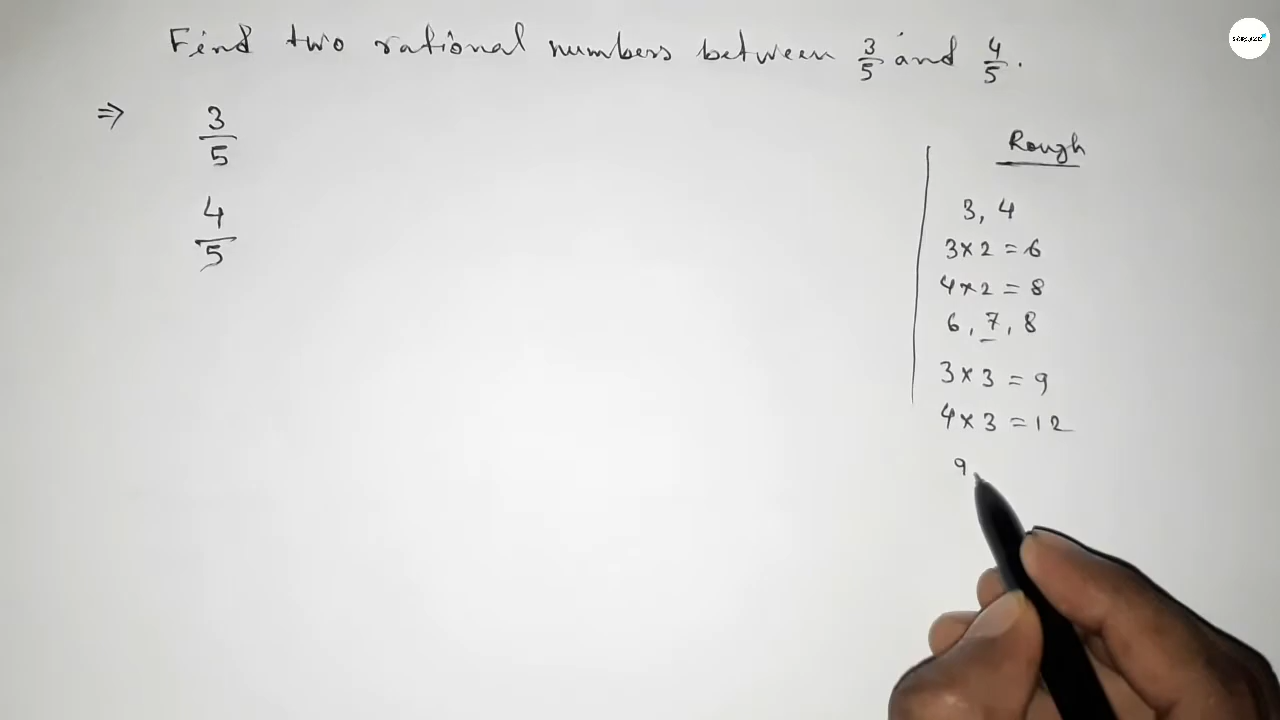 Find two rational numbers between 3/5 and 4/5.
⇒ 3/5
4/5
Rough
3, 4
3×2 = 6
4×2 = 8
6, 7, 8
3×3 = 9
4×3 = 12
9